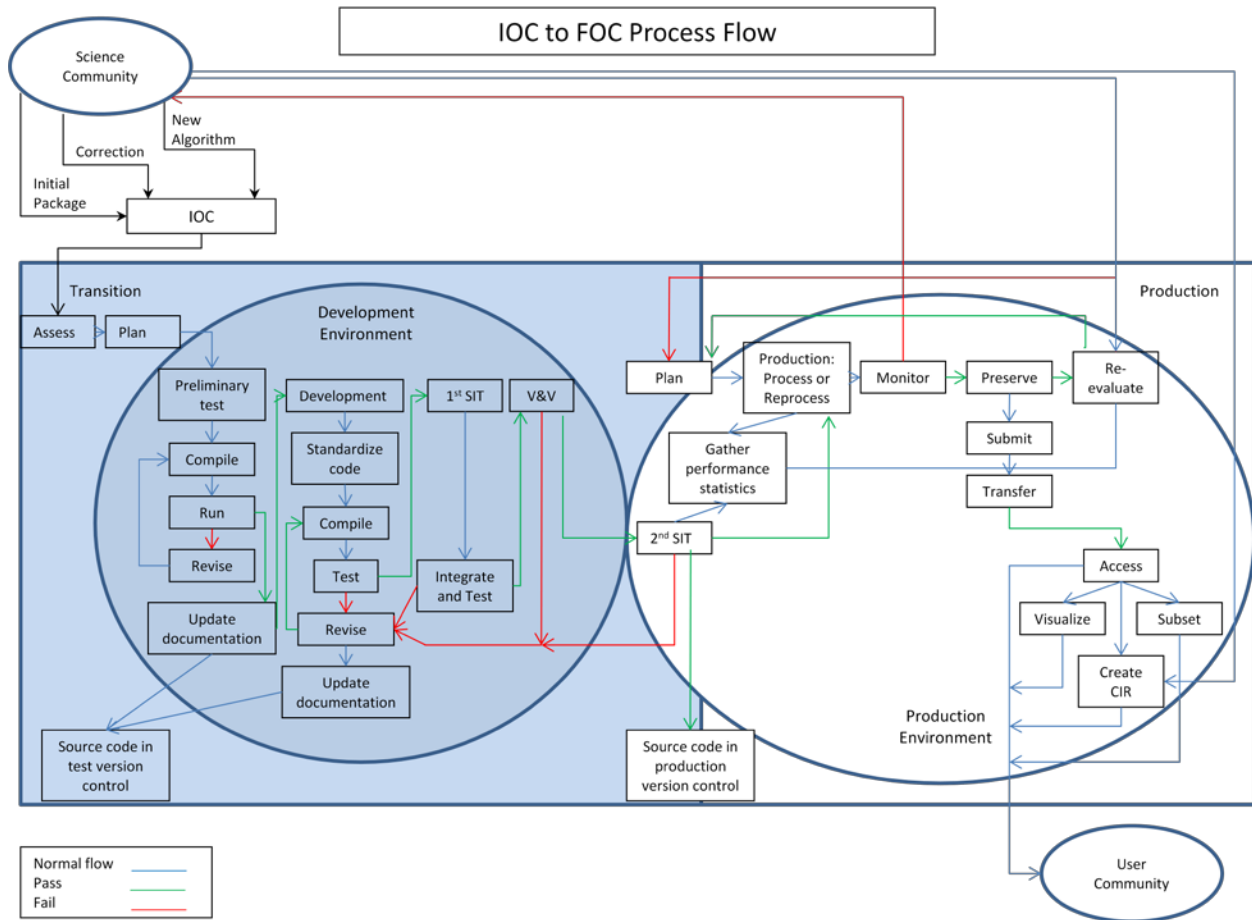 IOC to FOC Process Flow
Science
Community
New
Algorithm
Correction
Initial
Package
IOC
Transition
Production
Development
Environment
Assess
Plan
Preliminary
test
Compile
Run
Revise
Update
documentation
Development
Standardize
code
Compile
Test
Revise
Update
documentation
1st SIT
Integrate
and Test
V&V
Source code in
test version
control
Plan
Production:
Process or
Reprocess
Monitor
Preserve
Re-
evaluate
Gather
performance
statistics
Submit
Transfer
2nd SIT
Access
Visualize
Subset
Create
CIR
Production
Environment
Source code in
production
version control
Normal flow
Pass
Fail
User
Community